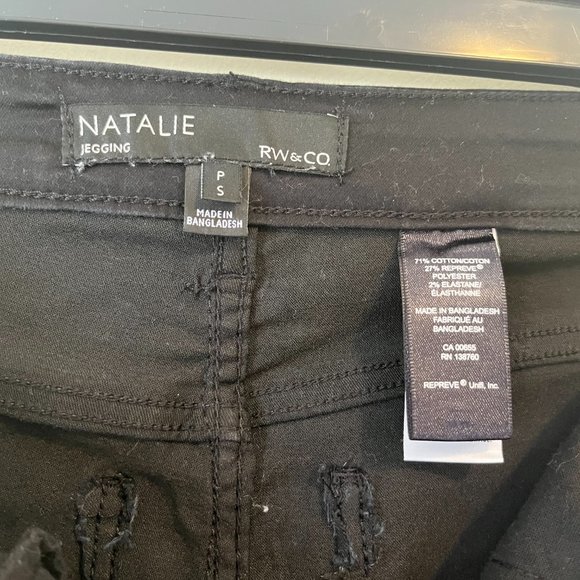 NATALIE
JEGGING
RW&CO.
P
S
MADE IN
BANGLADESH
71% COTTON/COTON
27% REPREVE®
POLYESTER
2% ELASTANE/
ÉLASTHANNE
MADE IN BANGLADESH
FABRIQUÉ AU
BANGLADESH
CA 00855
RN 138760
REPREVE® Unifi, Inc.